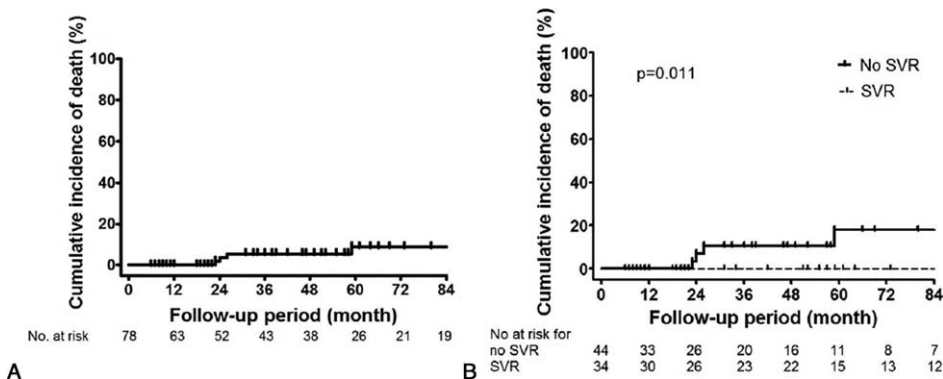 Cumulative incidence of death (%)
100
80
60
40
20
0
0 12 24 36 48 60 72 84
Follow-up period (month)
No. at risk 78 63 52 43 38 26 21 19
A
Cumulative incidence of death (%)
100
80
60
40
20
0
p=0.011
No SVR
SVR
0 12 24 36 48 60 72 84
Follow-up period (month)
No at risk for
no SVR 44 33 26 20 16 11 8 7
SVR 34 30 26 23 22 15 13 12
B